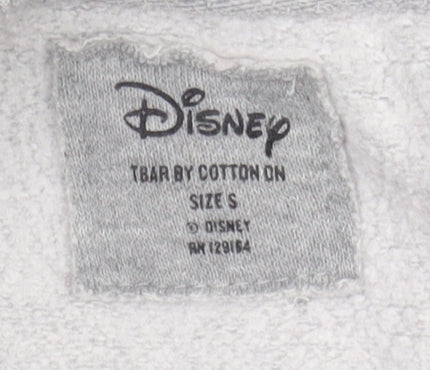 Disney
TBAR BY COTTON ON
SIZE S
© DISNEY
RN 129164